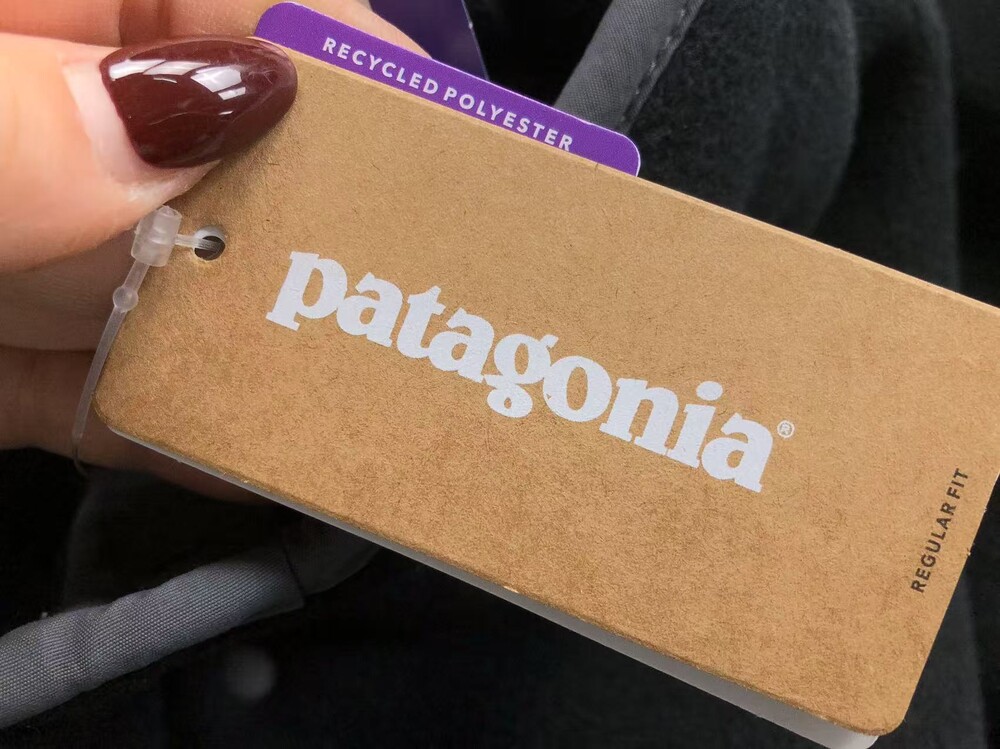 RECYCLED POLYESTER
patagonia®
REGULAR FIT